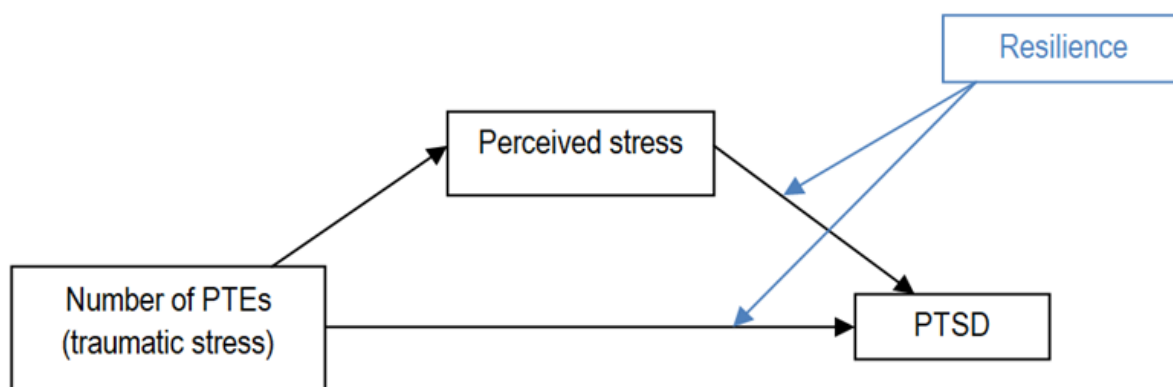 Resilience
Perceived stress
Number of PTEs
(traumatic stress)
PTSD